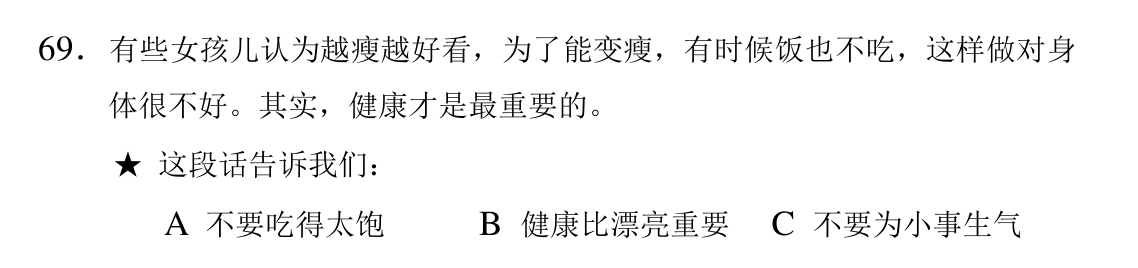 69．有些女孩儿认为越瘦越好看，为了能变瘦，有时候饭也不吃，这样做对身
体很不好。其实，健康才是最重要的。
★ 这段话告诉我们：
A 不要吃得太饱 B 健康比漂亮重要 C 不要为小事生气